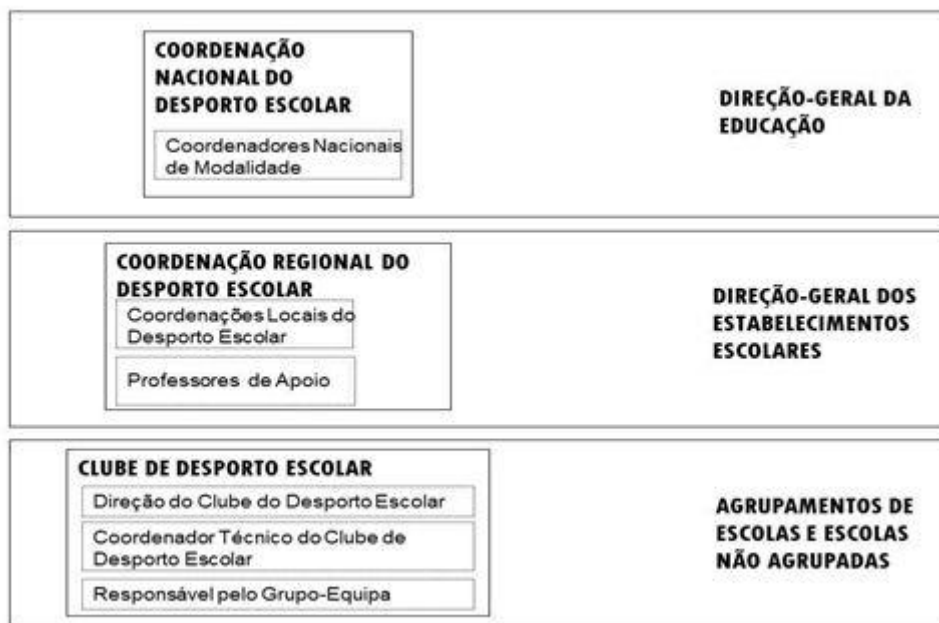 COORDENAÇÃO
NACIONAL DO
DESPORTO ESCOLAR
Coordenadores Nacionais
de Modalidade
DIREÇÃO-GERAL DA
EDUCAÇÃO
COORDENAÇÃO REGIONAL DO
DESPORTO ESCOLAR
Coordenações Locais do
Desporto Escolar
Professores de Apoio
DIREÇÃO-GERAL DOS
ESTABELECIMENTOS
ESCOLARES
CLUBE DE DESPORTO ESCOLAR
Direção do Clube do Desporto Escolar
Coordenador Técnico do Clube de
Desporto Escolar
Responsável pelo Grupo-Equipa
AGRUPAMENTOS DE
ESCOLAS E ESCOLAS
NÃO AGRUPADAS